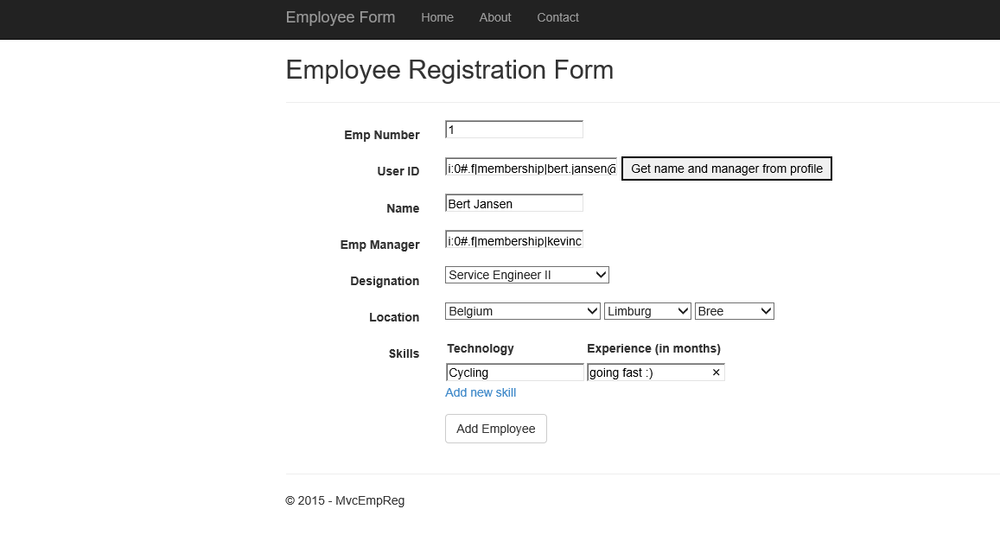 Employee Form Home About Contact
Employee Registration Form
Emp Number 1
User ID i:0#.f|membership|bert.jansen@ Get name and manager from profile
Name Bert Jansen
Emp Manager i:0#.f|membership|kevinc
Designation Service Engineer II
Location Belgium Limburg Bree
Skills Technology Experience (in months)
Cycling going fast :) ×
Add new skill
Add Employee
© 2015 - MvcEmpReg